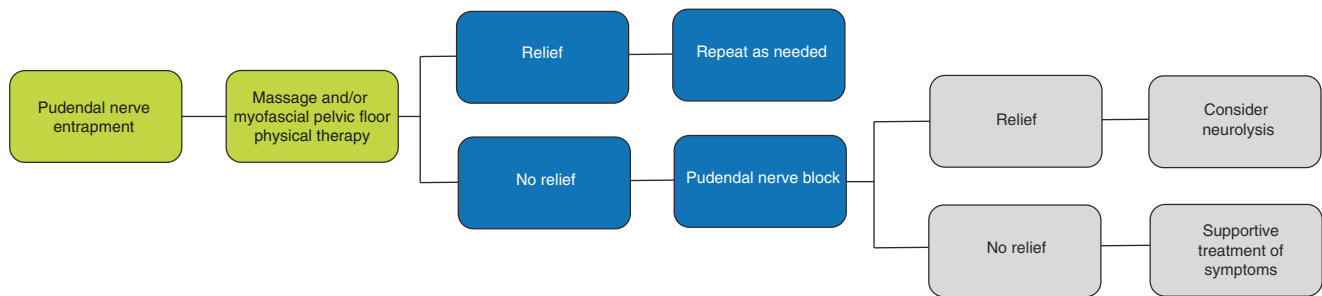 Pudendal nerve
entrapment
Massage and/or
myofascial pelvic floor
physical therapy
Relief
Repeat as needed
No relief
Pudendal nerve block
Relief
Consider
neurolysis
No relief
Supportive
treatment of
symptoms